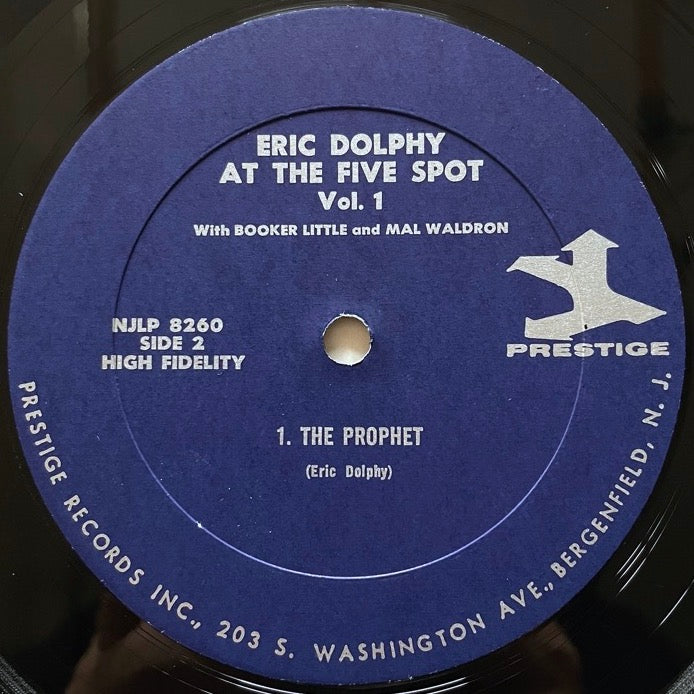 ERIC DOLPHY
AT THE FIVE SPOT
Vol. 1
With BOOKER LITTLE and MAL WALDRON
NJLP 8260
SIDE 2
HIGH FIDELITY
PRESTIGE
1. THE PROPHET
(Eric Dolphy)
PRESTIGE RECORDS INC., 203 S. WASHINGTON AVE., BERGENFIELD, N. J.